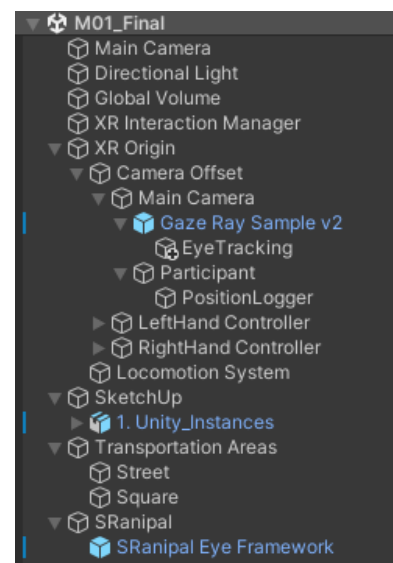 M01_Final
Main Camera
Directional Light
Global Volume
XR Interaction Manager
XR Origin
Camera Offset
Main Camera
Gaze Ray Sample v2
EyeTracking
Participant
PositionLogger
LeftHand Controller
RightHand Controller
Locomotion System
SketchUp
1. Unity_Instances
Transportation Areas
Street
Square
SRanipal
SRanipal Eye Framework